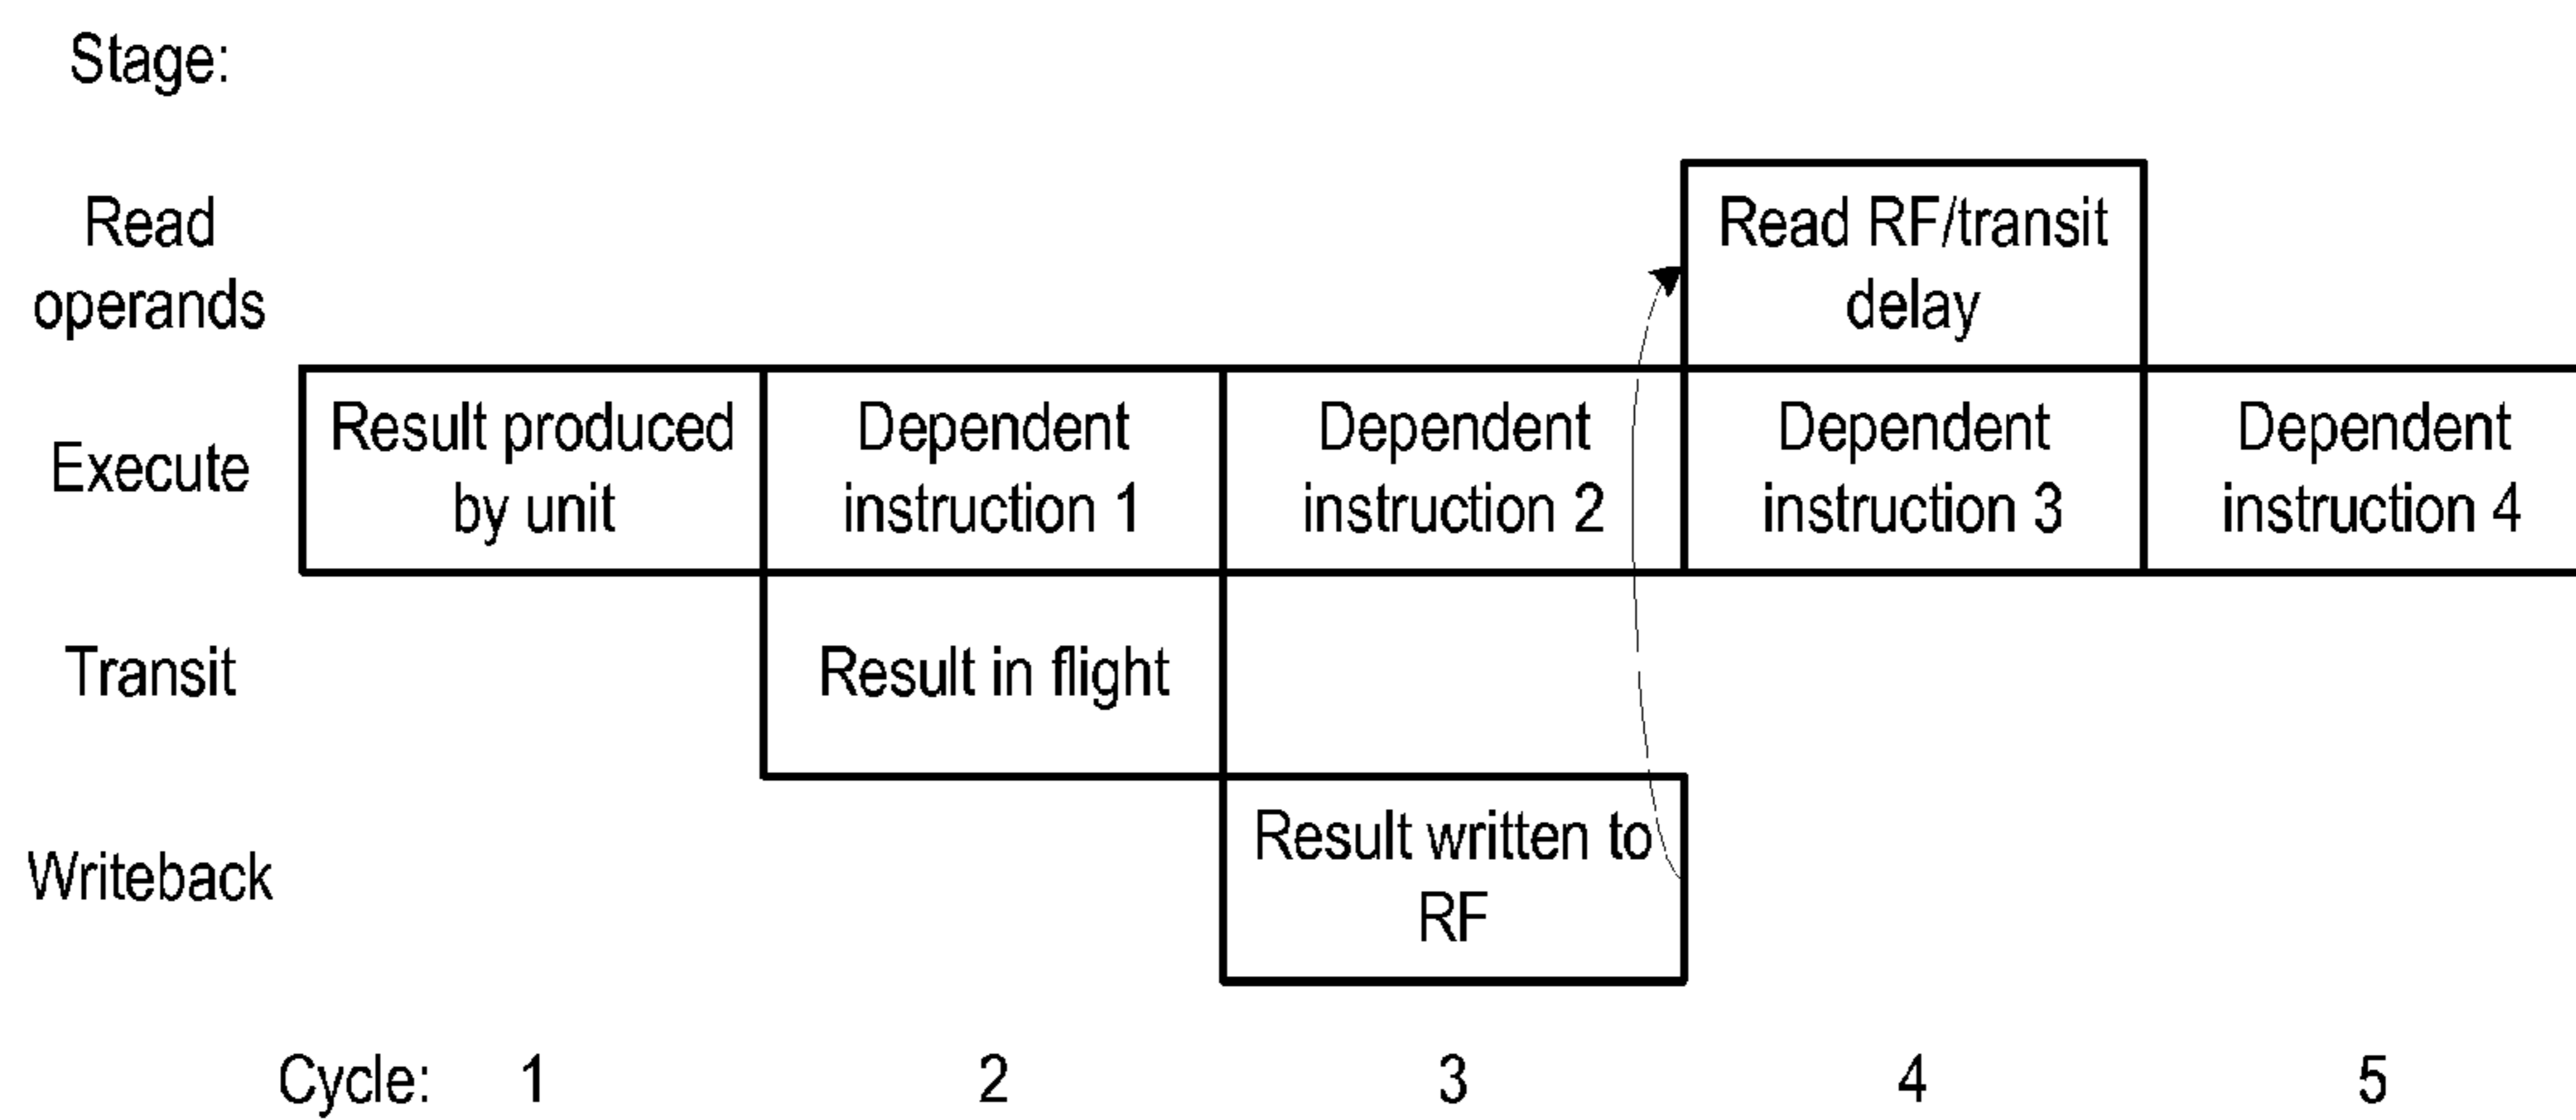 Stage:
Read
operands
Read RF/transit
delay
Execute
Result produced
by unit
Dependent
instruction 1
Dependent
instruction 2
Dependent
instruction 3
Dependent
instruction 4
Transit
Result in flight
Writeback
Result written to
RF
Cycle: 1 2 3 4 5